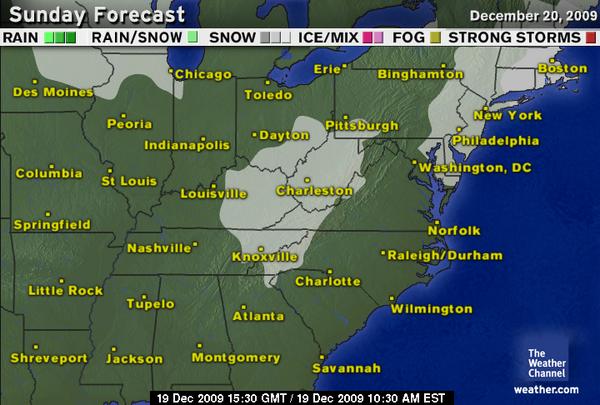 Sunday Forecast
December 20, 2009
RAIN RAIN/SNOW SNOW ICE/MIX FOG STRONG STORMS
Chicago
Erie
Binghamton
Boston
Des Moines
Toledo
New York
Peoria
Dayton
Pittsburgh
Indianapolis
Philadelphia
Columbia
St Louis
Washington, DC
Louisville
Charleston
Springfield
Norfolk
Nashville
Knoxville
Raleigh/Durham
Little Rock
Charlotte
Tupelo
Wilmington
Atlanta
Shreveport
Jackson
Montgomery
Savannah
The
Weather
Channel
weather.com
19 Dec 2009 15:30 GMT / 19 Dec 2009 10:30 AM EST